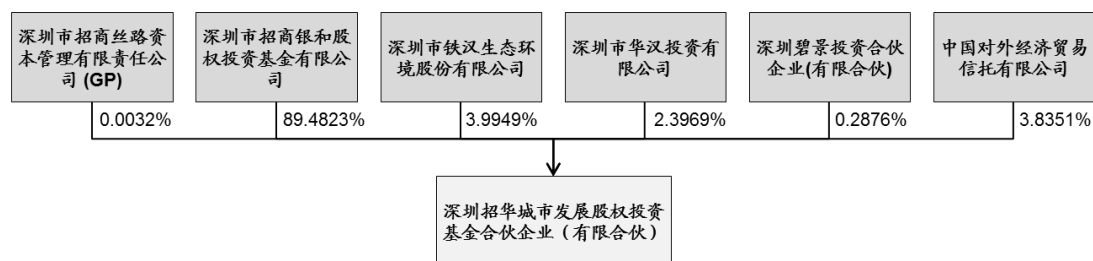 深圳市招商丝路资
本管理有限责任公
司 (GP)
深圳市招商银和股
权投资基金有限公
司
深圳市铁汉生态环
境股份有限公司
深圳市华汉投资有
限公司
深圳碧景投资合伙
企业(有限合伙)
中国对外经济贸易
信托有限公司
0.0032%
89.4823%
3.9949%
2.3969%
0.2876%
3.8351%
深圳招华城市发展股权投资
基金合伙企业（有限合伙）